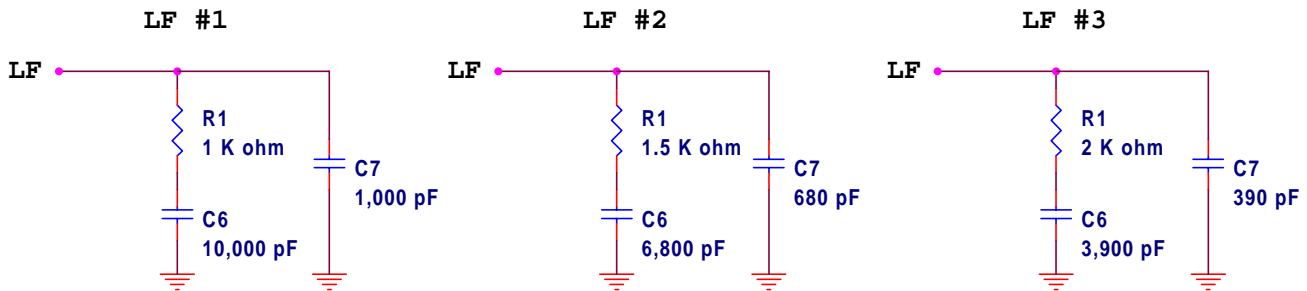 LF #1
LF
R1
1 K ohm
C7
1,000 pF
C6
10,000 pF
LF #2
LF
R1
1.5 K ohm
C7
680 pF
C6
6,800 pF
LF #3
LF
R1
2 K ohm
C7
390 pF
C6
3,900 pF